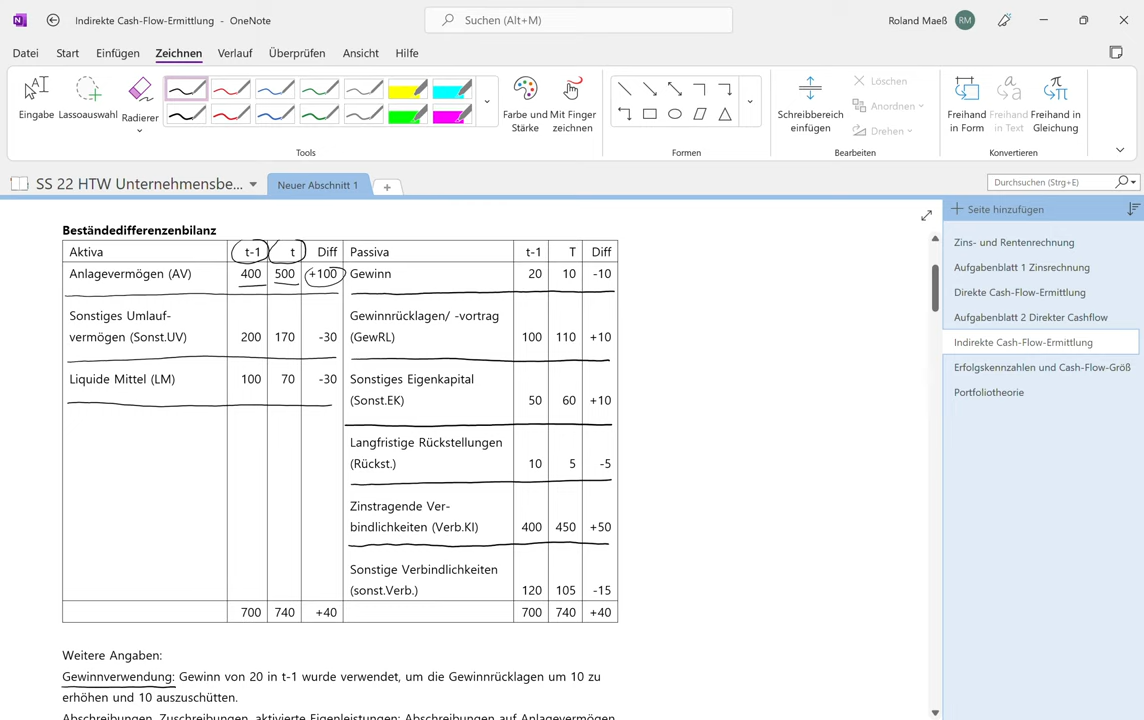 Indirekte Cash-Flow-Ermittlung - OneNote
Suchen (Alt+M)
Roland Maeß RM
Datei Start Einfügen Zeichnen Verlauf Überprüfen Ansicht Hilfe
Eingabe Lassoauswahl Radierer
Farbe und Stärke
Mit Finger zeichnen
Schreibbereich einfügen
Löschen
Anordnen
Drehen
Freihand in Form
Freihand in Text
Freihand in Gleichung
Tools Formen Bearbeiten Konvertieren
SS 22 HTW Unternehmensbe... Neuer Abschnitt 1 +
Durchsuchen (Strg+E)
Beständedifferenzenbilanz
Aktiva t-1 t Diff Passiva t-1 T Diff
Anlagevermögen (AV) 400 500 +100 Gewinn 20 10 -10
Sonstiges Umlauf- Gewinnrücklagen/ -vortrag
vermögen (Sonst.UV) 200 170 -30 (GewRL) 100 110 +10
Liquide Mittel (LM) 100 70 -30 Sonstiges Eigenkapital
(Sonst.EK) 50 60 +10
Langfristige Rückstellungen
(Rückst.) 10 5 -5
Zinstragende Ver-
bindlichkeiten (Verb.KI) 400 450 +50
Sonstige Verbindlichkeiten
(sonst.Verb.) 120 105 -15
700 740 +40 700 740 +40
Weitere Angaben:
Gewinnverwendung: Gewinn von 20 in t-1 wurde verwendet, um die Gewinnrücklagen um 10 zu
erhöhen und 10 auszuschütten.
Abschreibungen, Zuschreibungen, aktivierte Eigenleistungen: Abschreibungen auf Anlagevermögen
Seite hinzufügen
Zins- und Rentenrechnung
Aufgabenblatt 1 Zinsrechnung
Direkte Cash-Flow-Ermittlung
Aufgabenblatt 2 Direkter Cashflow
Indirekte Cash-Flow-Ermittlung
Erfolgskennzahlen und Cash-Flow-Größ
Portfoliotheorie